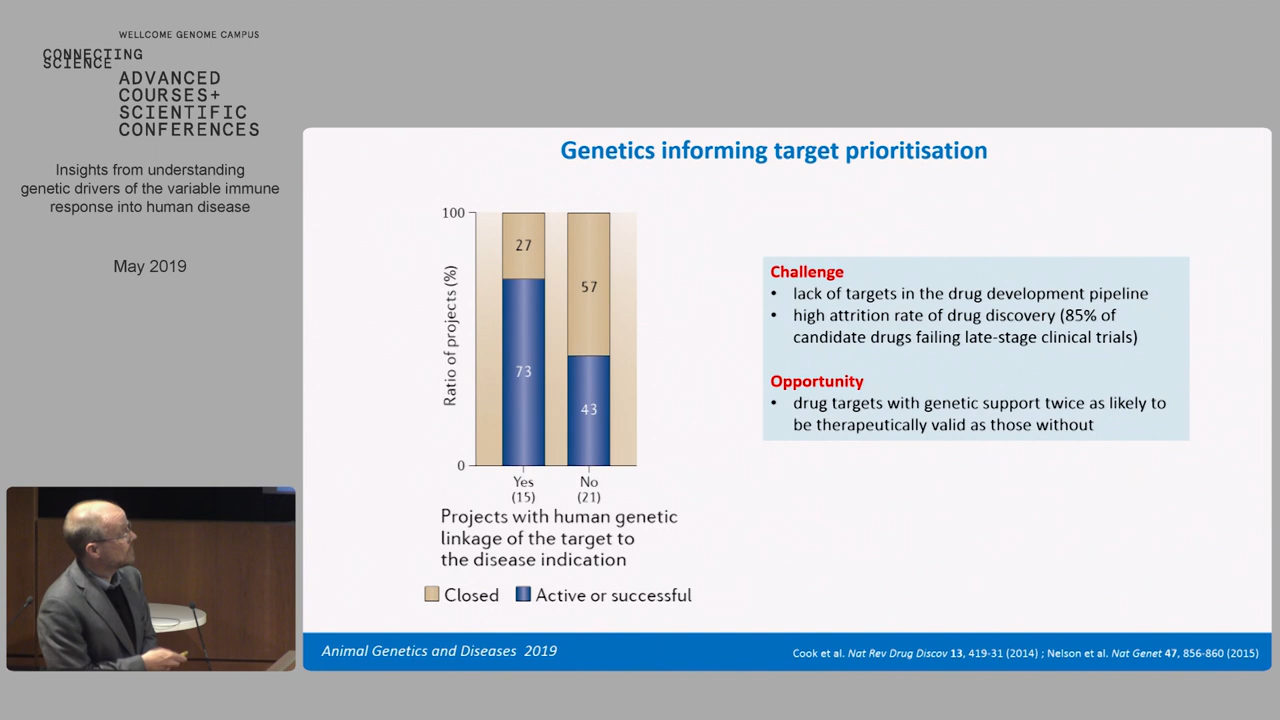 WELLCOME GENOME CAMPUS
CONNECTING
SCIENCE
ADVANCED
COURSES+
SCIENTIFIC
CONFERENCES
Insights from understanding
genetic drivers of the variable immune
response into human disease
May 2019
Genetics informing target prioritisation
100
27
57
73
43
0
Ratio of projects (%)
Yes
(15)
No
(21)
Projects with human genetic
linkage of the target to
the disease indication
Closed
Active or successful
Challenge
• lack of targets in the drug development pipeline
• high attrition rate of drug discovery (85% of
candidate drugs failing late-stage clinical trials)
Opportunity
• drug targets with genetic support twice as likely to
be therapeutically valid as those without
Animal Genetics and Diseases 2019
Cook et al. Nat Rev Drug Discov 13, 419-31 (2014) ; Nelson et al. Nat Genet 47, 856-860 (2015)